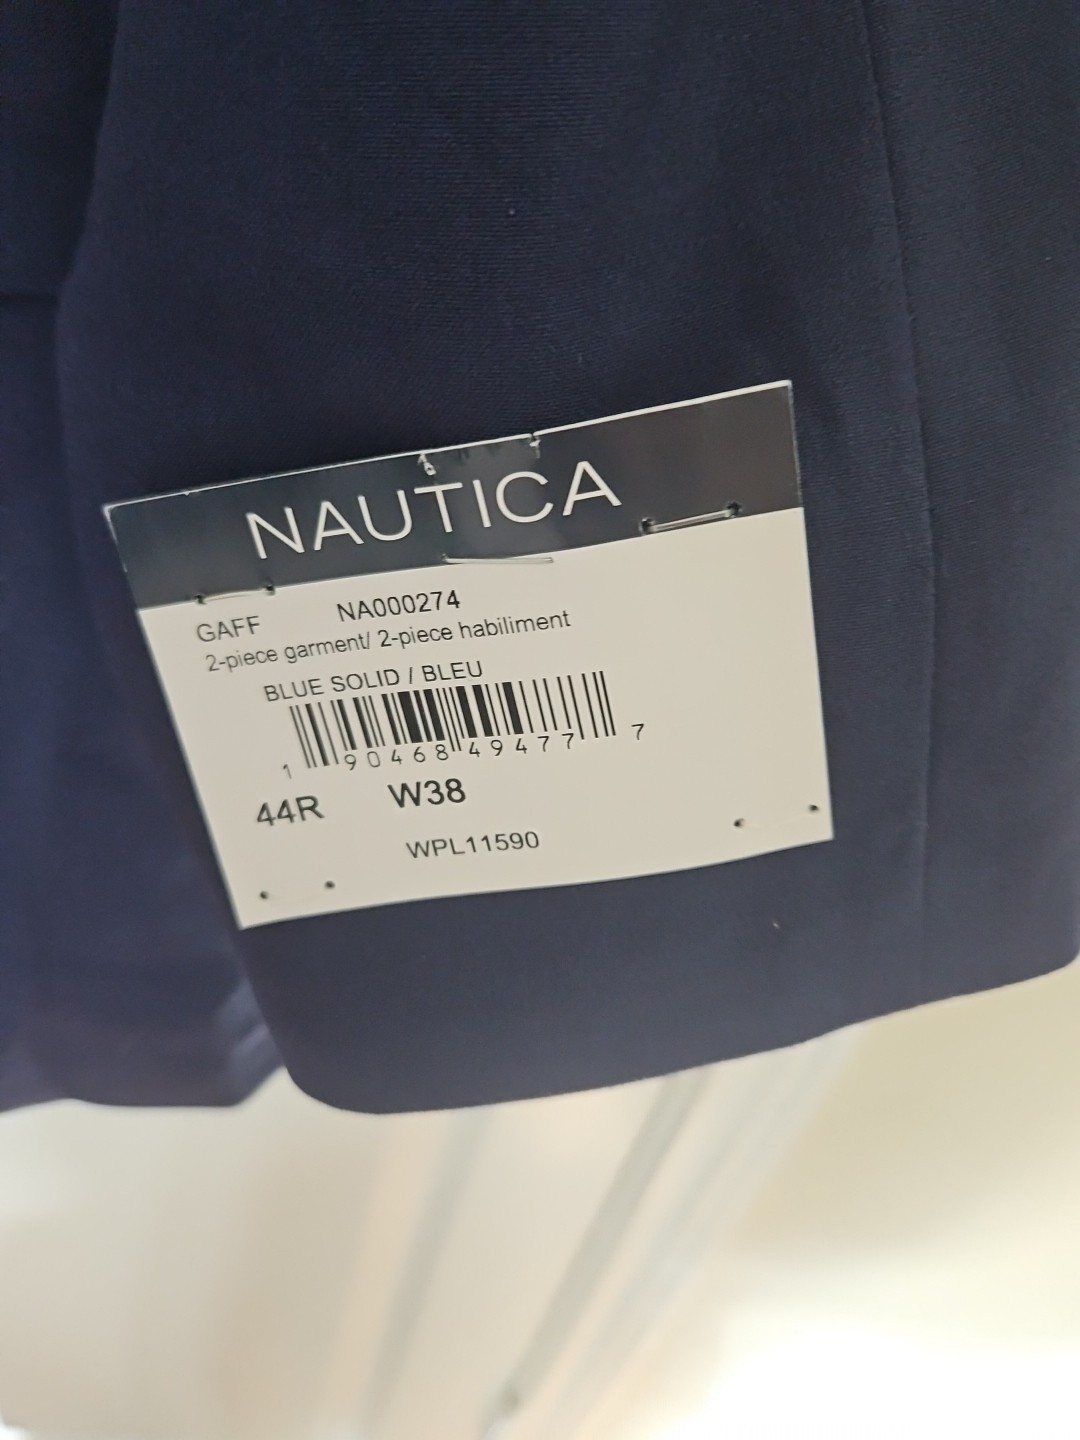 NAUTICA
GAFF NA000274
2-piece garment/ 2-piece habiliment
BLUE SOLID / BLEU
1 90468 49477 7
44R W38
WPL11590